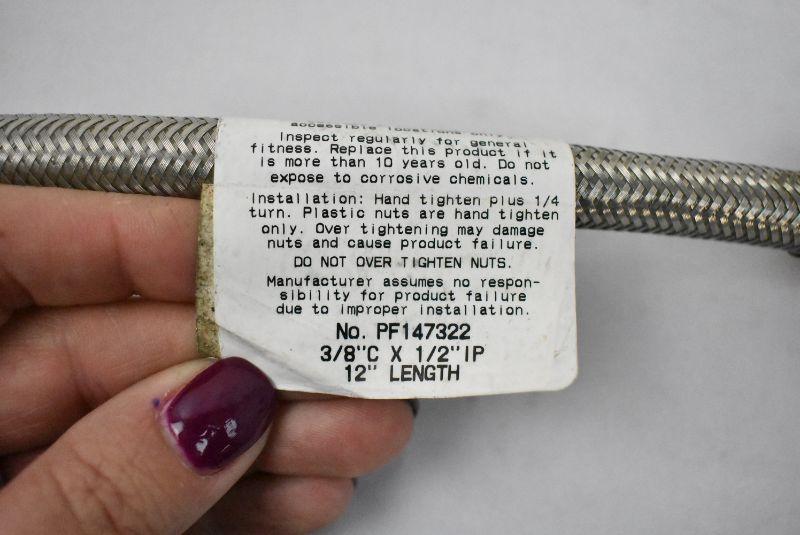 accessible locations only.
Inspect regularly for general
fitness. Replace this product if it
is more than 10 years old. Do not
expose to corrosive chemicals.
Installation: Hand tighten plus 1/4
turn. Plastic nuts are hand tighten
only. Over tightening may damage
nuts and cause product failure.
DO NOT OVER TIGHTEN NUTS.
Manufacturer assumes no respon-
sibility for product failure
due to improper installation.
No. PF147322
3/8"C X 1/2"IP
12" LENGTH